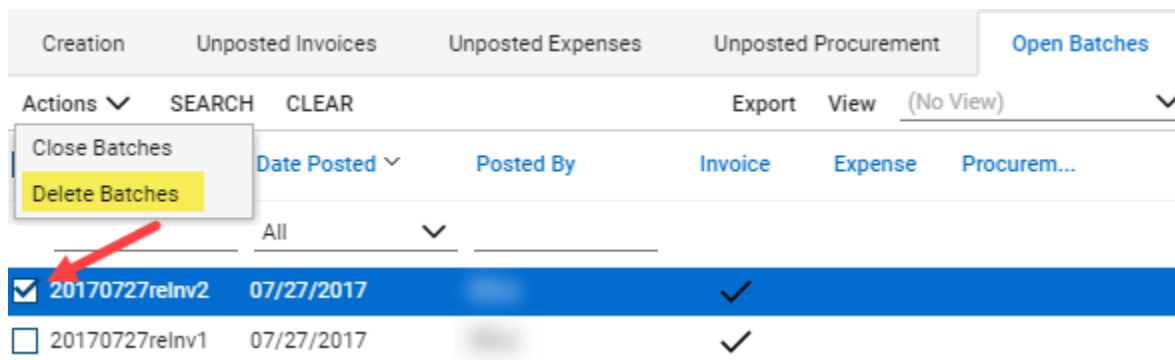 Creation Unposted Invoices Unposted Expenses Unposted Procurement Open Batches
Actions SEARCH CLEAR Export View (No View)
Close Batches
Date Posted Posted By Invoice Expense Procurem...
Delete Batches
All
20170727reInv2 07/27/2017
20170727reInv1 07/27/2017